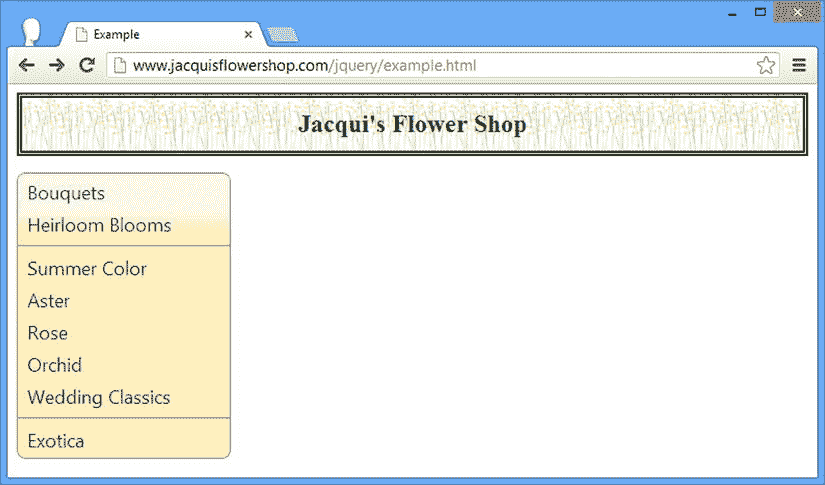 Example
www.jacquisflowershop.com/jquery/example.html
Jacqui's Flower Shop
Bouquets
Heirloom Blooms
Summer Color
Aster
Rose
Orchid
Wedding Classics
Exotica